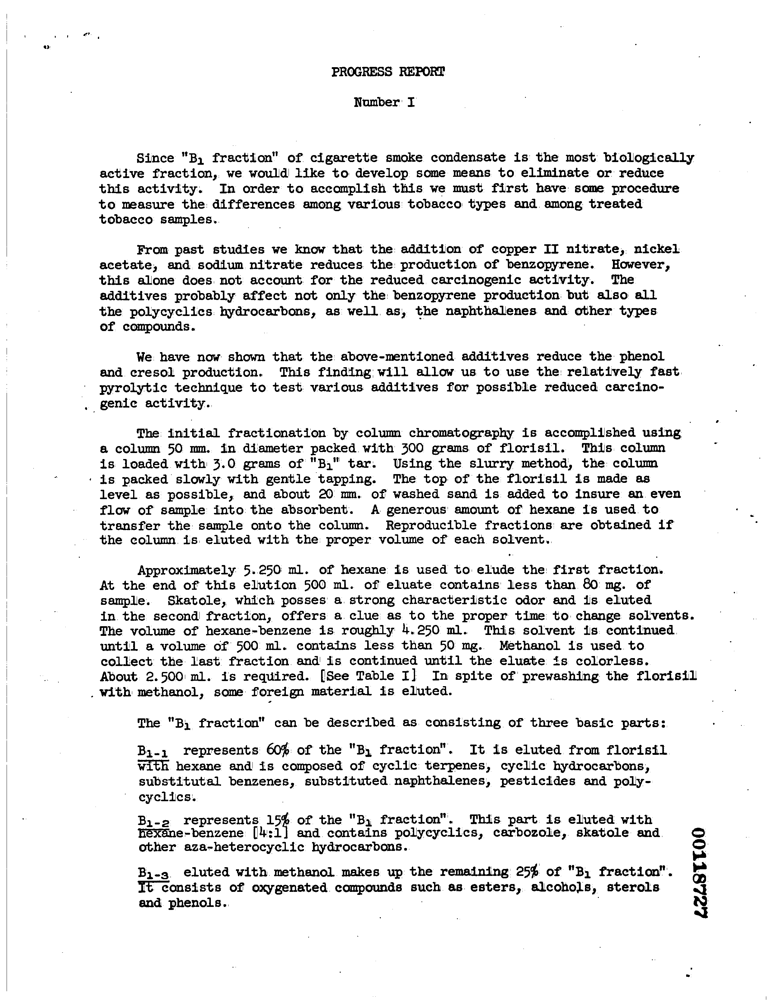 PROGRESS REPORT
Number I
Since "B1 fraction" of cigarette smoke condensate is the most biologically
active fraction, we would like to develop some means to eliminate or reduce
this activity. In order to accomplish this we must first have some procedure
to measure the differences among various tobacco types and among treated
tobacco samples.
From past studies we know that the addition of copper II nitrate, nickel
acetate, and sodium nitrate reduces the production of benzopyrene. However,
this alone does not account for the reduced carcinogenic activity. The
additives probably affect not only the benzopyrene production but also all
the polycyclics hydrocarbons, as well as, the naphthalenes and other types
of compounds.
We have now shown that the above-mentioned additives reduce the phenol
and cresol production. This finding will allow us to use the relatively fast
pyrolytic technique to test various additives for possible reduced carcino-
genic activity.
The initial fractionation by column chromatography is accomplished using
a column 50 mm. in diameter packed with 300 grams of florisil. This column
is loaded with 3.0 grams of "B1" tar. Using the slurry method, the column
is packed slowly with gentle tapping. The top of the florisil is made as
level as possible, and about 20 mm. of washed sand is added to insure an even
flow of sample into the absorbent. A generous amount of hexane is used to
transfer the sample onto the column. Reproducible fractions are obtained if
the column is eluted with the proper volume of each solvent.
Approximately 5.250 ml. of hexane is used to elude the first fraction.
At the end of this elution 500 ml. of eluate contains less than 80 mg. of
sample. Skatole, which posses a strong characteristic odor and is eluted
in the second fraction, offers a clue as to the proper time to change solvents.
The volume of hexane-benzene is roughly 4.250 ml. This solvent is continued
until a volume of 500 ml. contains less than 50 mg. Methanol is used to
collect the last fraction and is continued until the eluate is colorless.
About 2.500 ml. is required. [See Table I] In spite of prewashing the florisil
with methanol, some foreign material is eluted.
The "B1 fraction" can be described as consisting of three basic parts:
B1-1 represents 60% of the "B1 fraction". It is eluted from florisil
with hexane and is composed of cyclic terpenes, cyclic hydrocarbons,
substitutal benzenes, substituted naphthalenes, pesticides and poly-
cyclics.
B1-2 represents 15% of the "B1 fraction". This part is eluted with
hexane-benzene [4:1] and contains polycyclics, carbozole, skatole and
other aza-heterocyclic hydrocarbons.
B1-3 eluted with methanol makes up the remaining 25% of "B1 fraction".
It consists of oxygenated compounds such as esters, alcohols, sterols
and phenols.
00118727